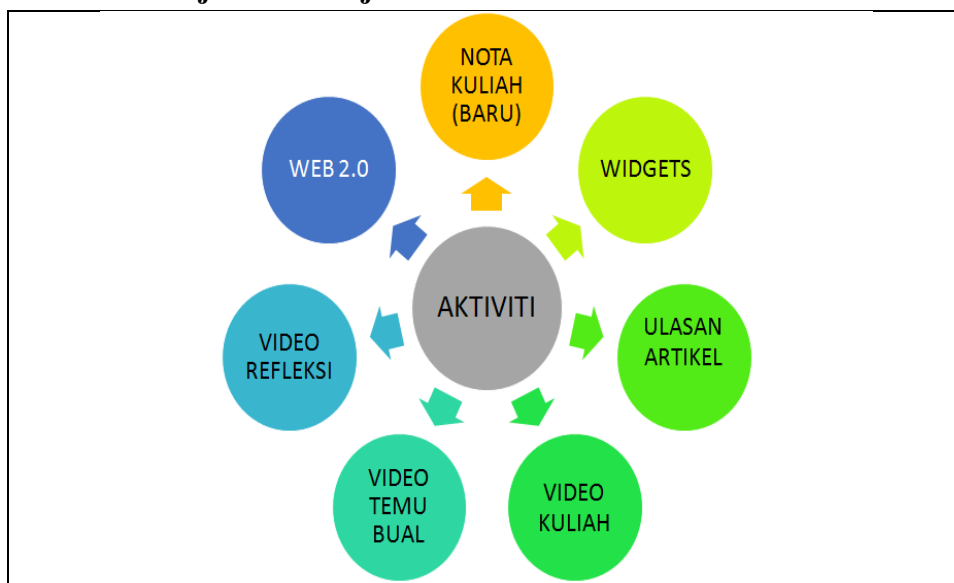 NOTA
KULIAH
(BARU)
WIDGETS
ULASAN
ARTIKEL
VIDEO
KULIAH
VIDEO
TEMU
BUAL
VIDEO
REFLEKSI
WEB 2.0
AKTIVITI